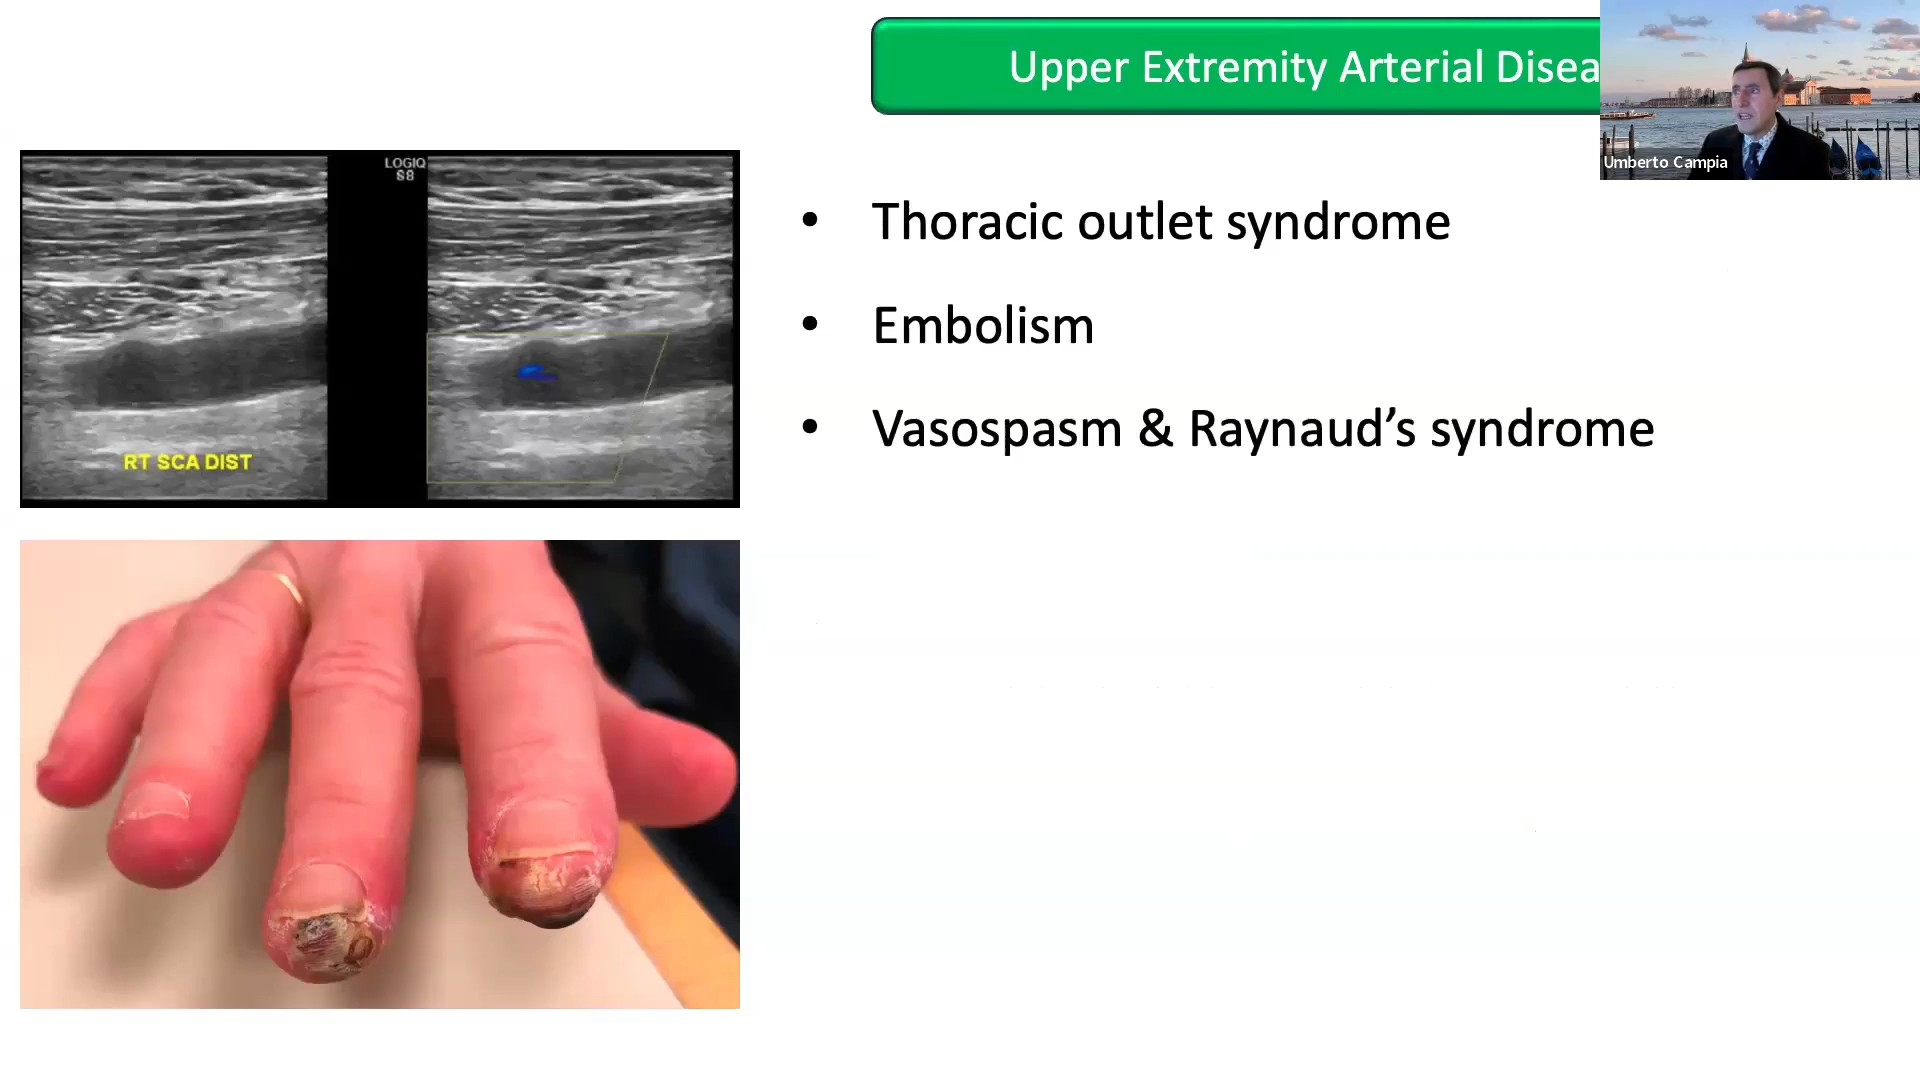 Upper Extremity Arterial Disea
Umberto Campia
LOGIQ
S8
RT SCA DIST
• Thoracic outlet syndrome
• Embolism
• Vasospasm & Raynaud’s syndrome